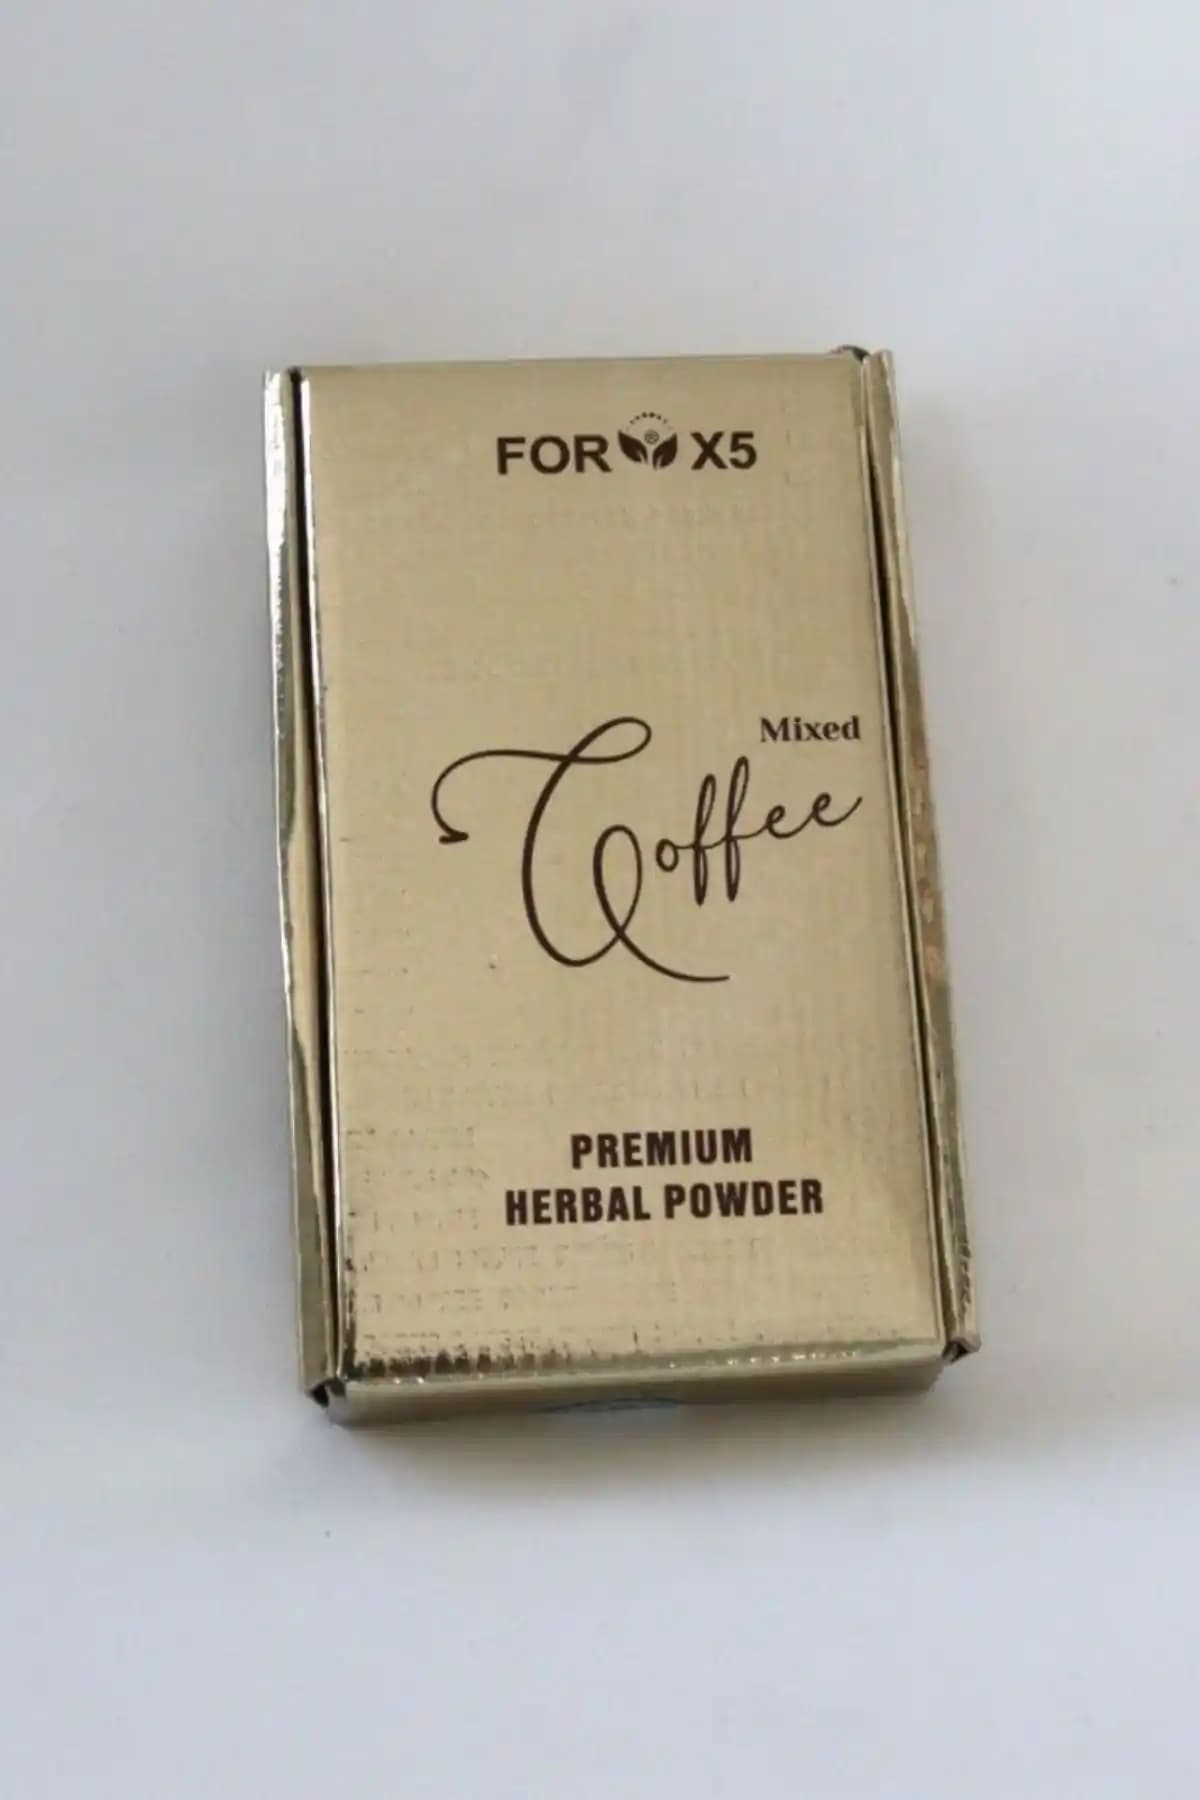 FOR X5
Mixed
Coffee
PREMIUM
HERBAL POWDER